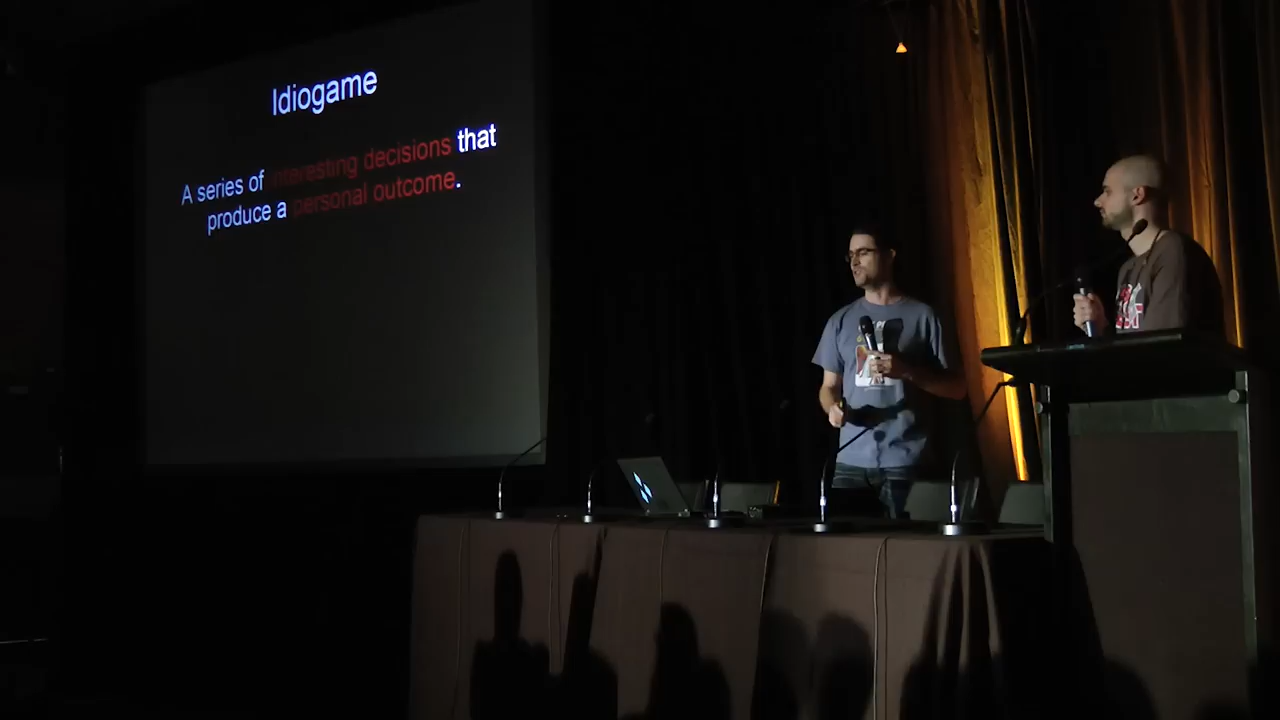 Idiogame
A series of interesting decisions that
produce a personal outcome.